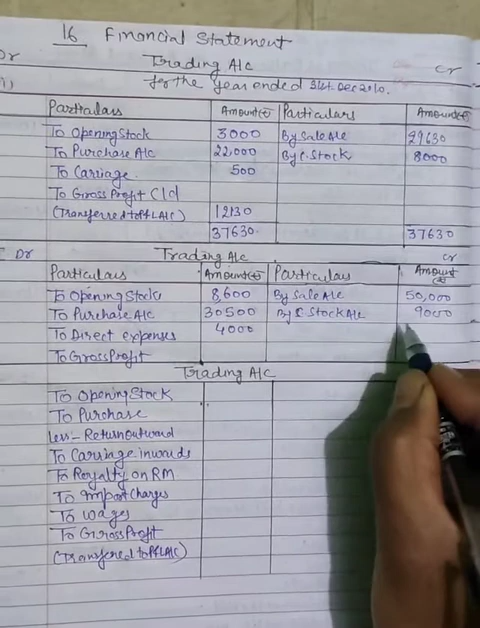 16 Financial Statement
Dr Trading A/c Cr
for the year ended 31st Dec 2010.
Particulars Amount(₹) Particulars Amount(₹)
To Opening Stock 3000 By Sale A/c 29630
To Purchase A/c 22,000 By C. Stock 8000
To Cariage 500
To Gross Profit C/d
(Transferred to P/L A/C) 12130
37630 37630
Dr Trading A/c Cr
Particulars Amount(₹) Particulars Amount (₹)
To Opening Stock 8,600 By Sale A/c 50,000
To Purchase A/c 30500 By C. Stock A/c 9000
To Direct expenses 4000
To Gross Profit
Trading A/C
To Opening Stock
To Purchase
Less:- Return outward
To Carriage inwards
To Royalty on RM
To Import Charges
To Wages
To Gross Profit
(Transfered to P/L A/C)